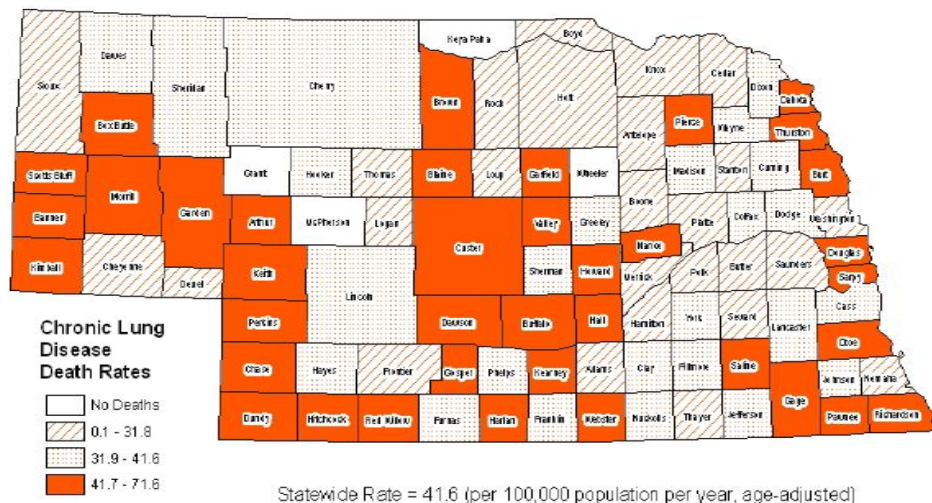 Keya Paha
Boyd
Dawes
Sioux
Sheridan
Cherry
Knox
Cedar
Dixon
Dakota
Box Butte
Brown
Rock
Holt
Antelope
Pierce
Wayne
Thurston
Scotts Bluff
Grant
Hooker
Thomas
Blaine
Loup
Garfield
Wheeler
Madison
Stanton
Cuming
Burt
Morrill
Garden
Banner
Arthur
McPherson
Logan
Custer
Valley
Greeley
Boone
Platte
Colfax
Dodge
Washington
Nance
Kimball
Cheyenne
Deuel
Keith
Lincoln
Sherman
Howard
Merrick
Polk
Butler
Saunders
Douglas
Sarpy
Perkins
Dawson
Buffalo
Hall
Hamilton
York
Seward
Lancaster
Cass
Otoe
Chase
Hayes
Frontier
Gosper
Phelps
Kearney
Adams
Clay
Fillmore
Saline
Gage
Johnson
Nemaha
Dundy
Hitchcock
Red Willow
Furnas
Harlan
Franklin
Webster
Nuckolls
Thayer
Jefferson
Pawnee
Richardson
Chronic Lung
Disease
Death Rates
No Deaths
0.1 - 31.8
31.9 - 41.6
41.7 - 71.6
Statewide Rate = 41.6 (per 100,000 population per year, age-adjusted)